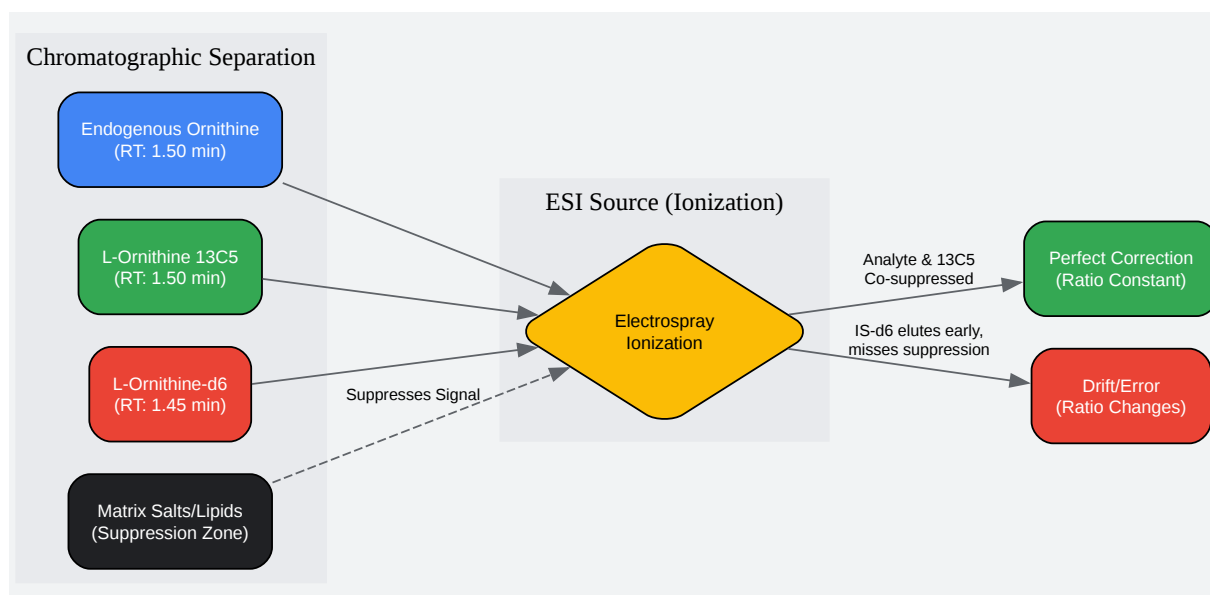 Chromatographic Separation
Endogenous Ornithine
(RT: 1.50 min)
L-Ornithine 13C5
(RT: 1.50 min)
L-Ornithine-d6
(RT: 1.45 min)
Matrix Salts/Lipids
(Suppression Zone)
Suppresses Signal
ESI Source (Ionization)
Electrospray
Ionization
Analyte & 13C5
Co-suppressed
IS-d6 elutes early,
misses suppression
Perfect Correction
(Ratio Constant)
Drift/Error
(Ratio Changes)